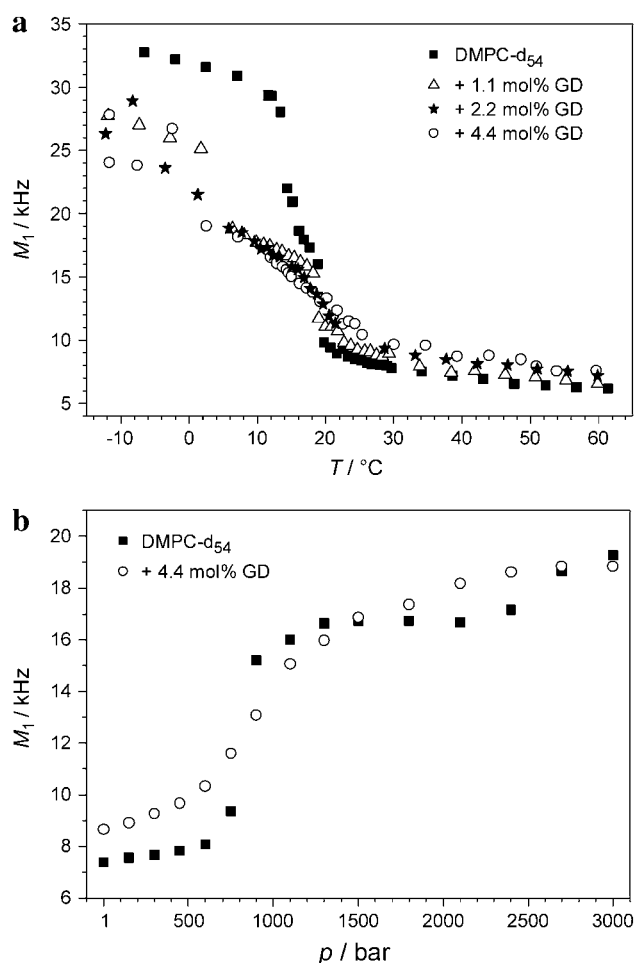 a
35
30
25
20
15
10
5
M₁ / kHz
DMPC-d₅₄
+ 1.1 mol% GD
+ 2.2 mol% GD
+ 4.4 mol% GD
-10 0 10 20 30 40 50 60
T / °C
b
20
18
16
14
12
10
8
6
M₁ / kHz
DMPC-d₅₄
+ 4.4 mol% GD
1 500 1000 1500 2000 2500 3000
p / bar